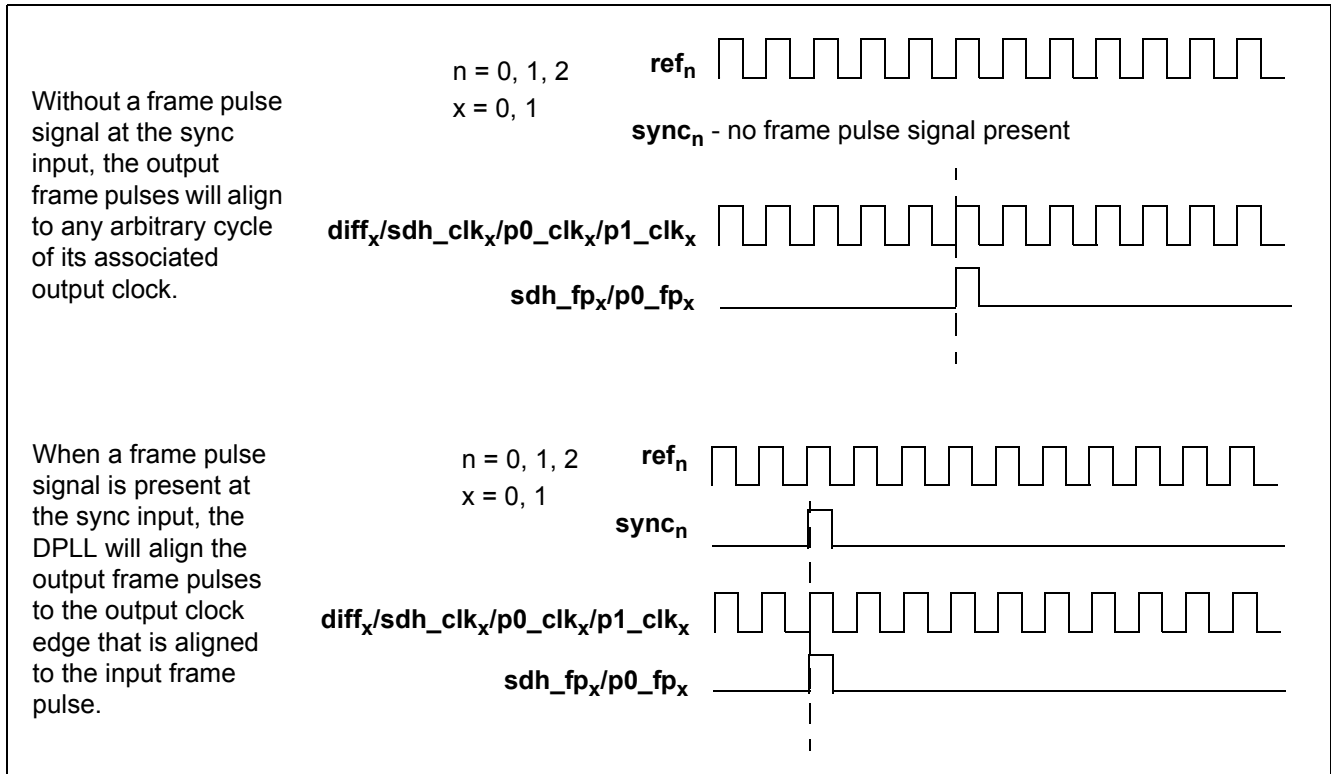 Without a frame pulse
signal at the sync
input, the output
frame pulses will align
to any arbitrary cycle
of its associated
output clock.
n = 0, 1, 2
x = 0, 1
refn
syncn - no frame pulse signal present
diffx/sdh_clkx/p0_clkx/p1_clkx
sdh_fpx/p0_fpx
When a frame pulse
signal is present at
the sync input, the
DPLL will align the
output frame pulses
to the output clock
edge that is aligned
to the input frame
pulse.
n = 0, 1, 2
x = 0, 1
refn
syncn
diffx/sdh_clkx/p0_clkx/p1_clkx
sdh_fpx/p0_fpx